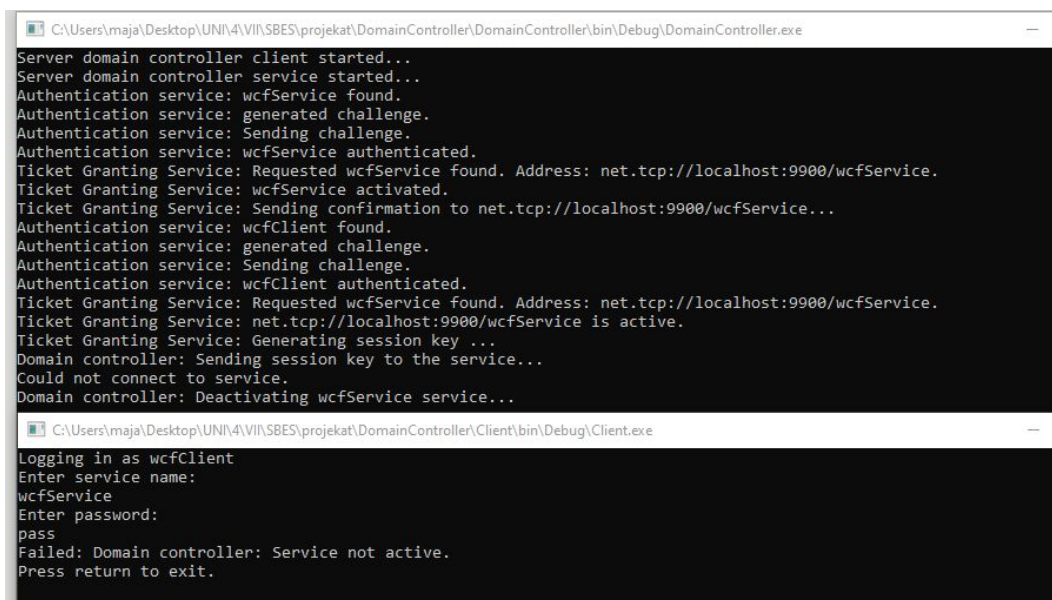 C:\Users\maja\Desktop\UNI\4\VII\SBES\projekat\DomainController\DomainController\bin\Debug\DomainController.exe
Server domain controller client started...
Server domain controller service started...
Authentication service: wcfService found.
Authentication service: generated challenge.
Authentication service: Sending challenge.
Authentication service: wcfService authenticated.
Ticket Granting Service: Requested wcfService found. Address: net.tcp://localhost:9900/wcfService.
Ticket Granting Service: wcfService activated.
Ticket Granting Service: Sending confirmation to net.tcp://localhost:9900/wcfService...
Authentication service: wcfClient found.
Authentication service: generated challenge.
Authentication service: Sending challenge.
Authentication service: wcfClient authenticated.
Ticket Granting Service: Requested wcfService found. Address: net.tcp://localhost:9900/wcfService.
Ticket Granting Service: net.tcp://localhost:9900/wcfService is active.
Ticket Granting Service: Generating session key ...
Domain controller: Sending session key to the service...
Could not connect to service.
Domain controller: Deactivating wcfService service...
C:\Users\maja\Desktop\UNI\4\VII\SBES\projekat\DomainController\Client\bin\Debug\Client.exe
Logging in as wcfClient
Enter service name:
wcfService
Enter password:
pass
Failed: Domain controller: Service not active.
Press return to exit.